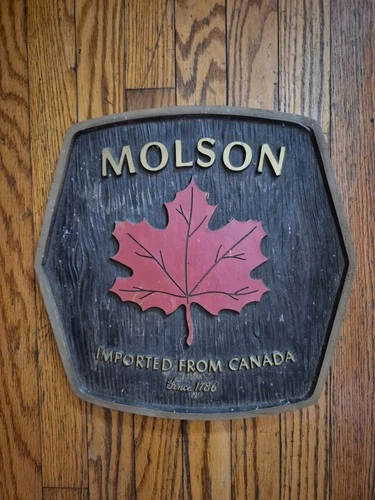 MOLSON
IMPORTED FROM CANADA
Since 1786